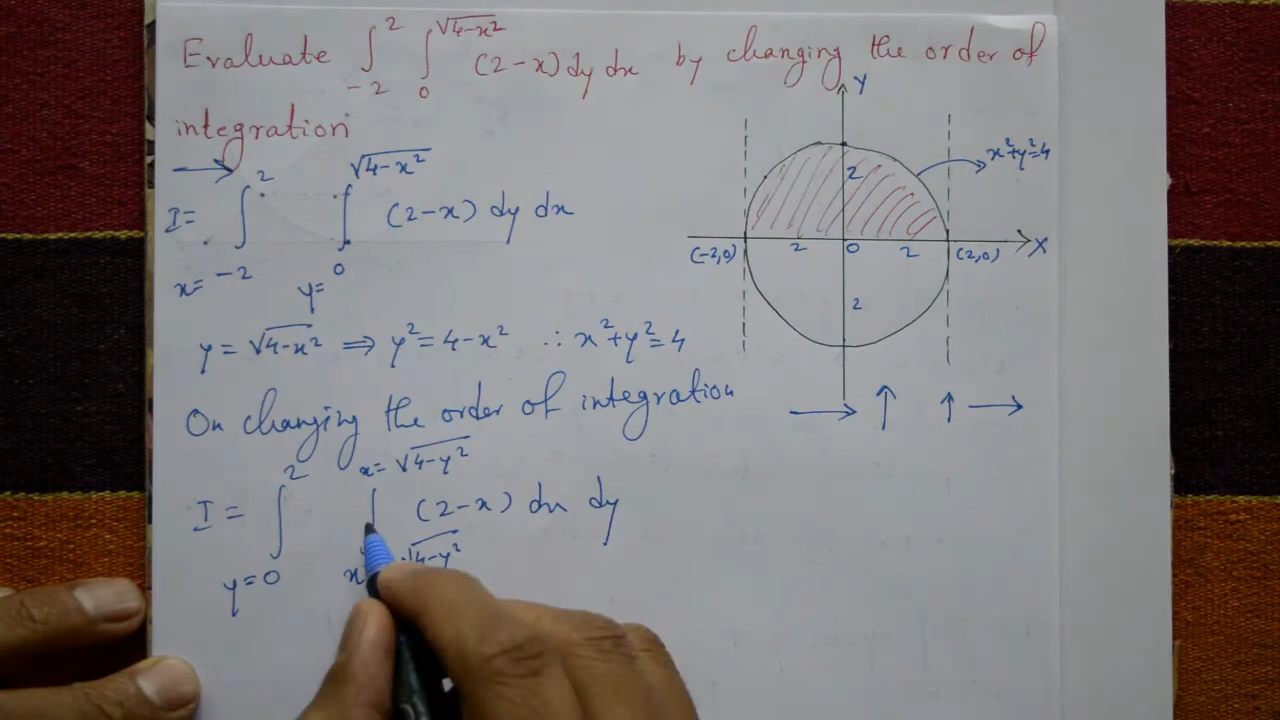 Evaluate ∫_{-2}^{2} ∫_{0}^{√4-x²} (2-x) dy dx by changing the order of
integration
I= ∫_{x=-2}^{2} ∫_{y=0}^{√4-x²} (2-x) dy dx
y = √4-x² ⇒ y² = 4-x² ∴ x²+y²=4
On changing the order of integration
I = ∫_{y=0}^{2} ∫^{x=√4-y²} (2-x) dx dy
x √4-y²
Y
x²+y²=4
2
(-2,0) 2 0 2 (2,0) X
2